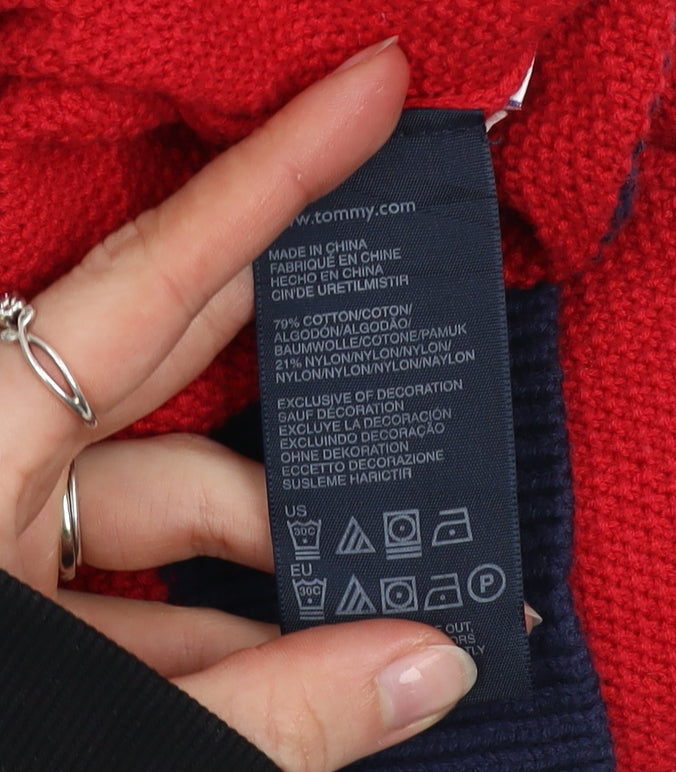 w.tommy.com
MADE IN CHINA
FABRIQUÉ EN CHINE
HECHO EN CHINA
CIN'DE URETILMISTIR
79% COTTON/COTON/
ALGODÓN/ALGODÃO/
BAUMWOLLE/COTONE/PAMUK
21% NYLON/NYLON/NYLON/
NYLON/NYLON/NYLON/NAYLON
EXCLUSIVE OF DECORATION
SAUF DÉCORATION
EXCLUYE LA DECORACIÓN
EXCLUINDO DECORAÇÃO
OHNE DEKORATION
ECCETTO DECORAZIONE
SUSLEME HARICTIR
US
30C
EU
30C P
OUT,